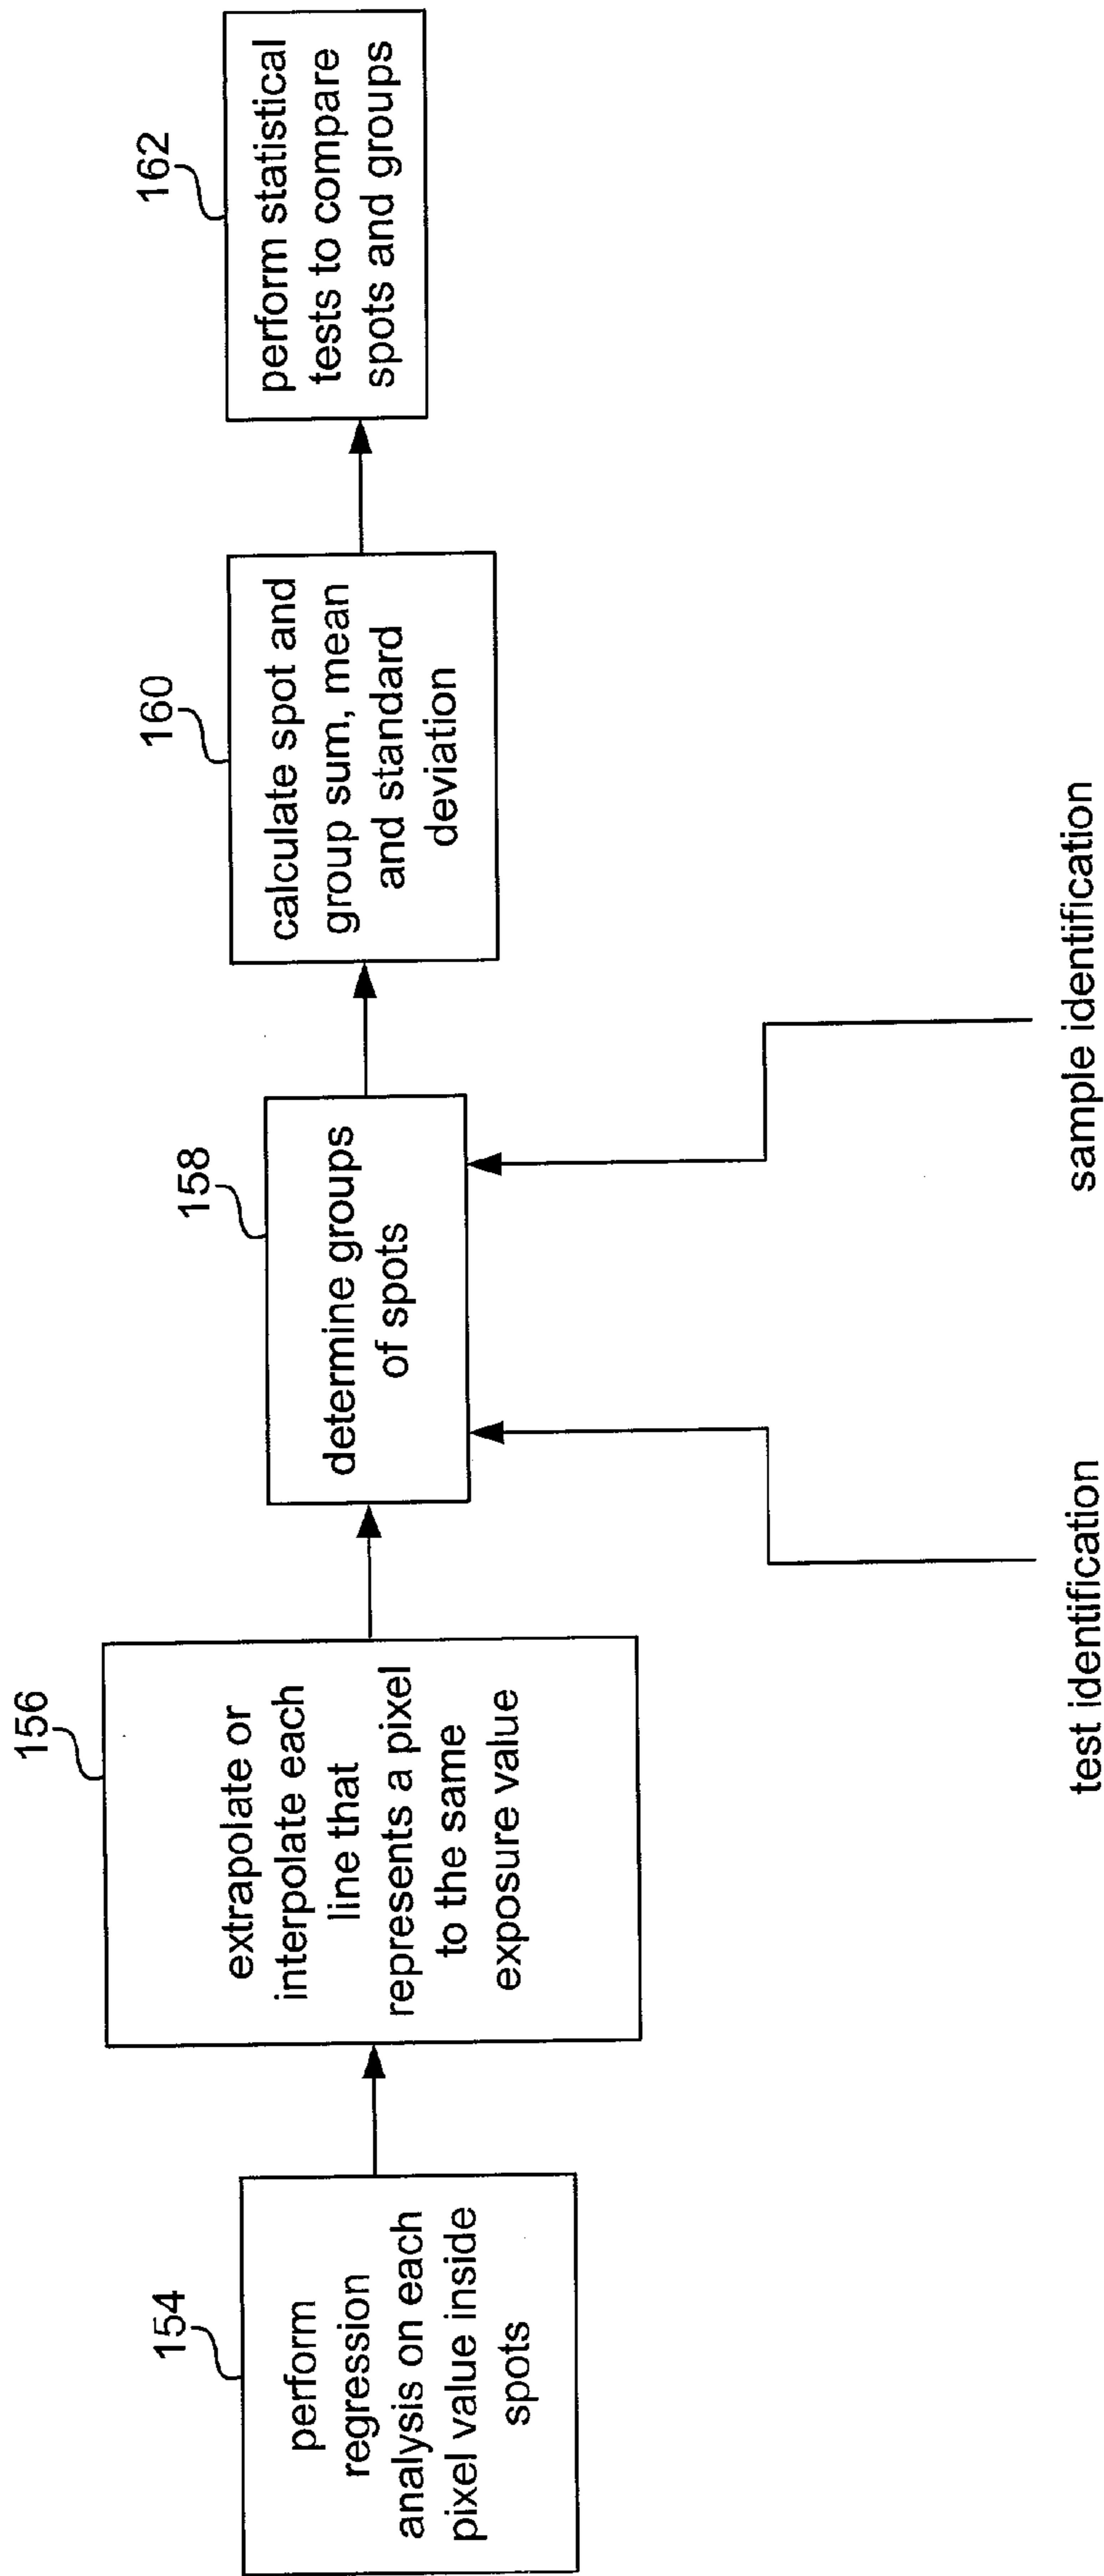 154
perform
regression
analysis on each
pixel value inside
spots
156
extrapolate or
interpolate each
line that
represents a pixel
to the same
exposure value
158
determine groups
of spots
test identification
sample identification
160
calculate spot and
group sum, mean
and standard
deviation
162
perform statistical
tests to compare
spots and groups